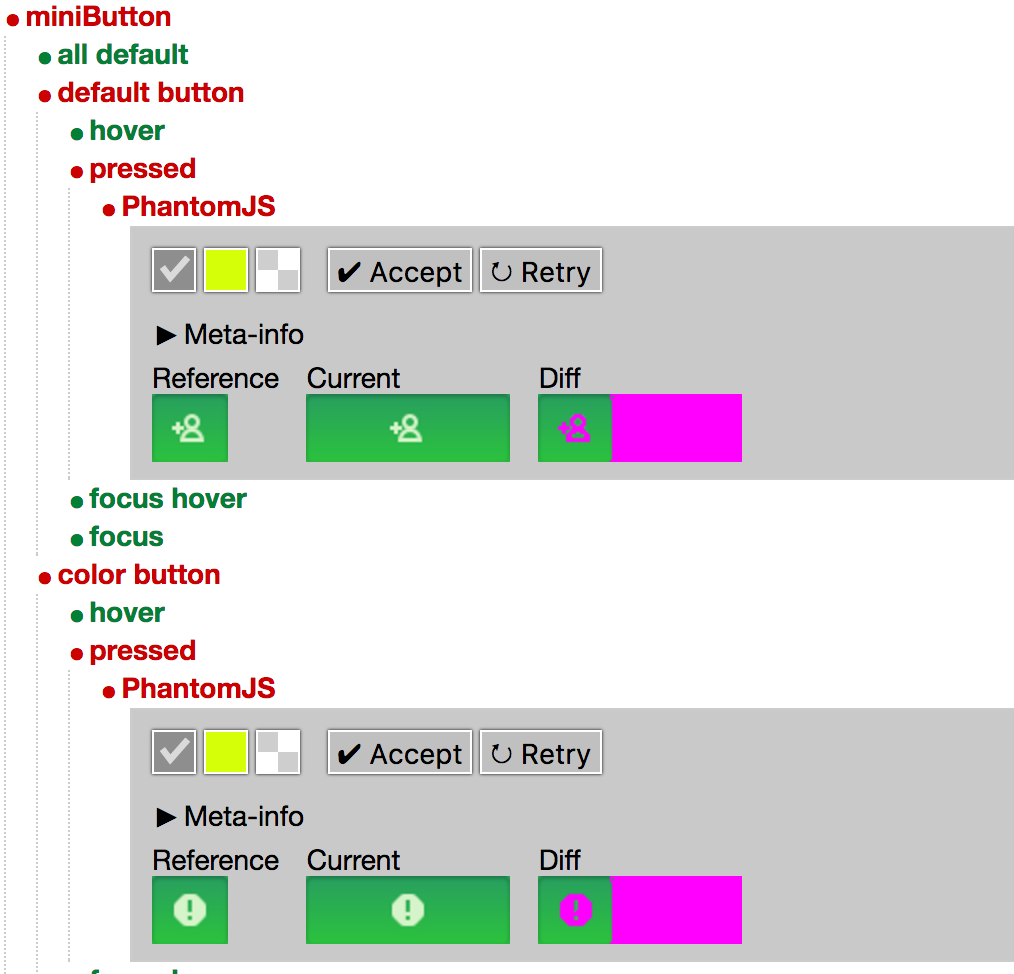 miniButton
all default
default button
hover
pressed
PhantomJS
✔ Accept ↻ Retry
▶ Meta-info
Reference Current Diff
focus hover
focus
color button
hover
pressed
PhantomJS
✔ Accept ↻ Retry
▶ Meta-info
Reference Current Diff